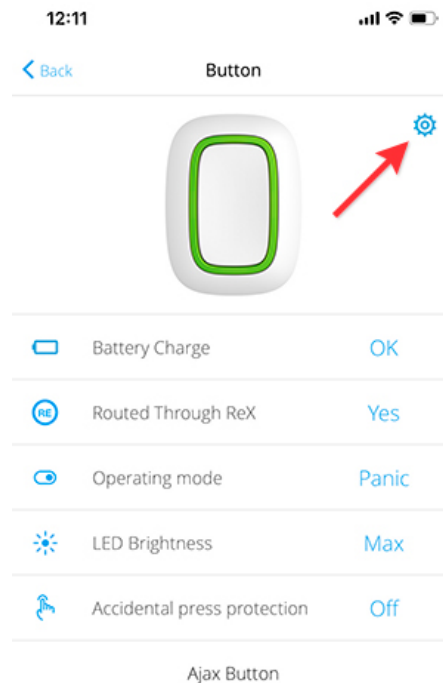 12:11
Back
Button
Battery Charge OK
RE Routed Through ReX Yes
Operating mode Panic
LED Brightness Max
Accidental press protection Off
Ajax Button